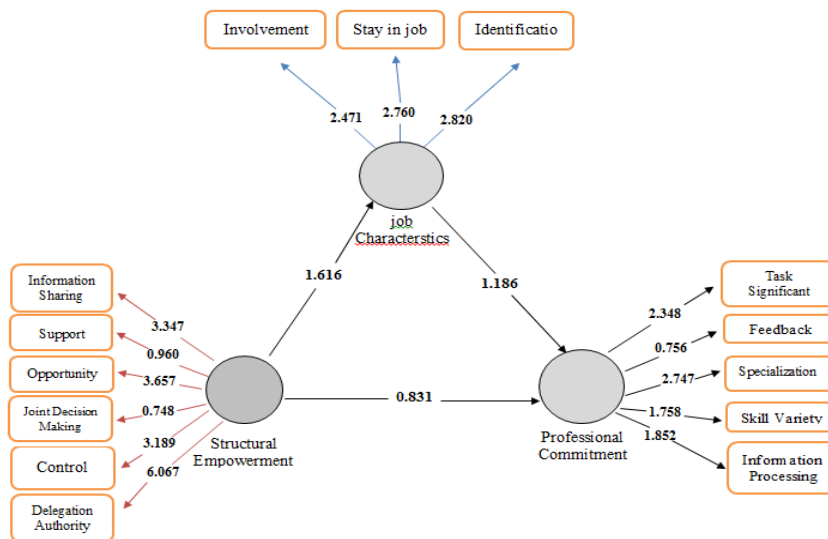 Involvement
Stay in job
Identificatio
2.471
2.760
2.820
job
Characterstics
1.616
1.186
Information
Sharing
Support
Opportunity
Joint Decision
Making
Control
Delegation
Authority
3.347
0.960
3.657
0.748
3.189
6.067
Structural
Empowerment
0.831
Professional
Commitment
2.348
0.756
2.747
1.758
1.852
Task
Significant
Feedback
Specialization
Skill Variety
Information
Processing